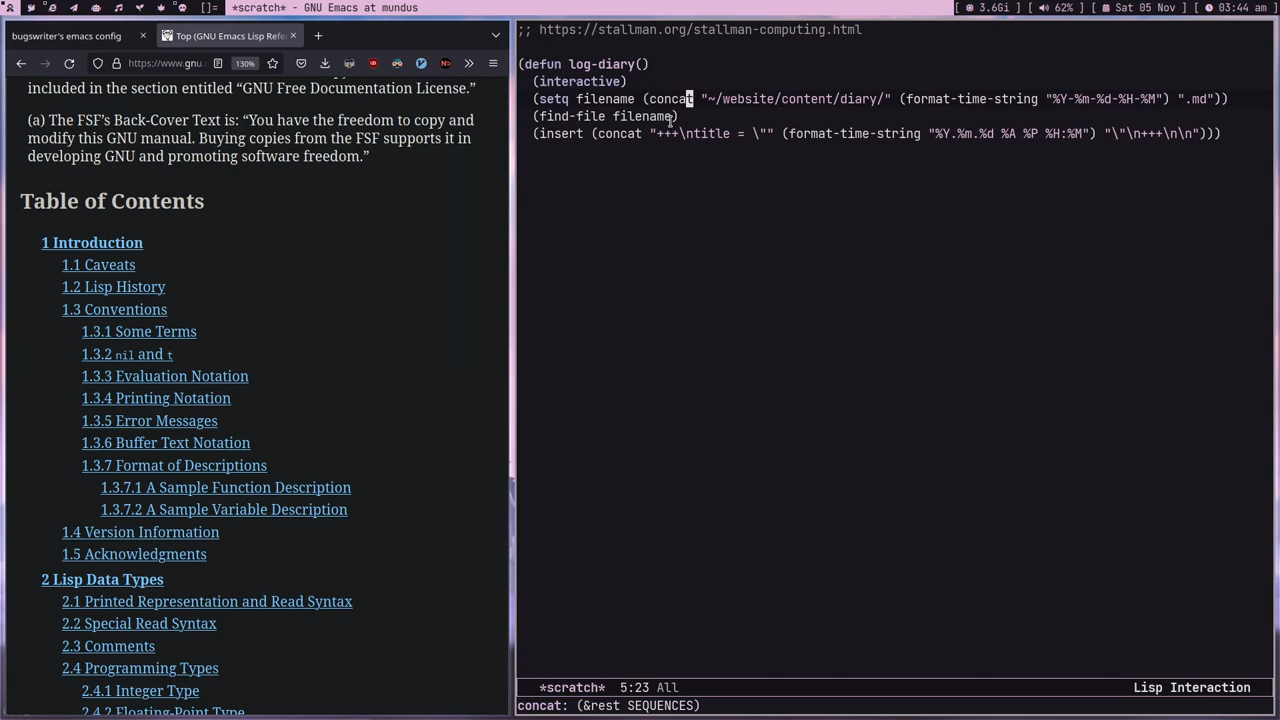 []= *scratch* - GNU Emacs at mundus 3.6Gi 62% Sat 05 Nov 03:44 am
bugswriter's emacs config
Top (GNU Emacs Lisp Refe
https://www.gnu. 130%
included in the section entitled “GNU Free Documentation License.”
(a) The FSF’s Back-Cover Text is: “You have the freedom to copy and
modify this GNU manual. Buying copies from the FSF supports it in
developing GNU and promoting software freedom.”
Table of Contents
1 Introduction
1.1 Caveats
1.2 Lisp History
1.3 Conventions
1.3.1 Some Terms
1.3.2 nil and t
1.3.3 Evaluation Notation
1.3.4 Printing Notation
1.3.5 Error Messages
1.3.6 Buffer Text Notation
1.3.7 Format of Descriptions
1.3.7.1 A Sample Function Description
1.3.7.2 A Sample Variable Description
1.4 Version Information
1.5 Acknowledgments
2 Lisp Data Types
2.1 Printed Representation and Read Syntax
2.2 Special Read Syntax
2.3 Comments
2.4 Programming Types
2.4.1 Integer Type
2.4.2 Floating-Point Type
;; https://stallman.org/stallman-computing.html
(defun log-diary()
(interactive)
(setq filename (concat "~/website/content/diary/" (format-time-string "%Y-%m-%d-%H-%M") ".md"))
(find-file filename)
(insert (concat "+++\ntitle = \"" (format-time-string "%Y.%m.%d %A %P %H:%M") "\"\n+++\n\n")))
*scratch* 5:23 All Lisp Interaction
concat: (&rest SEQUENCES)